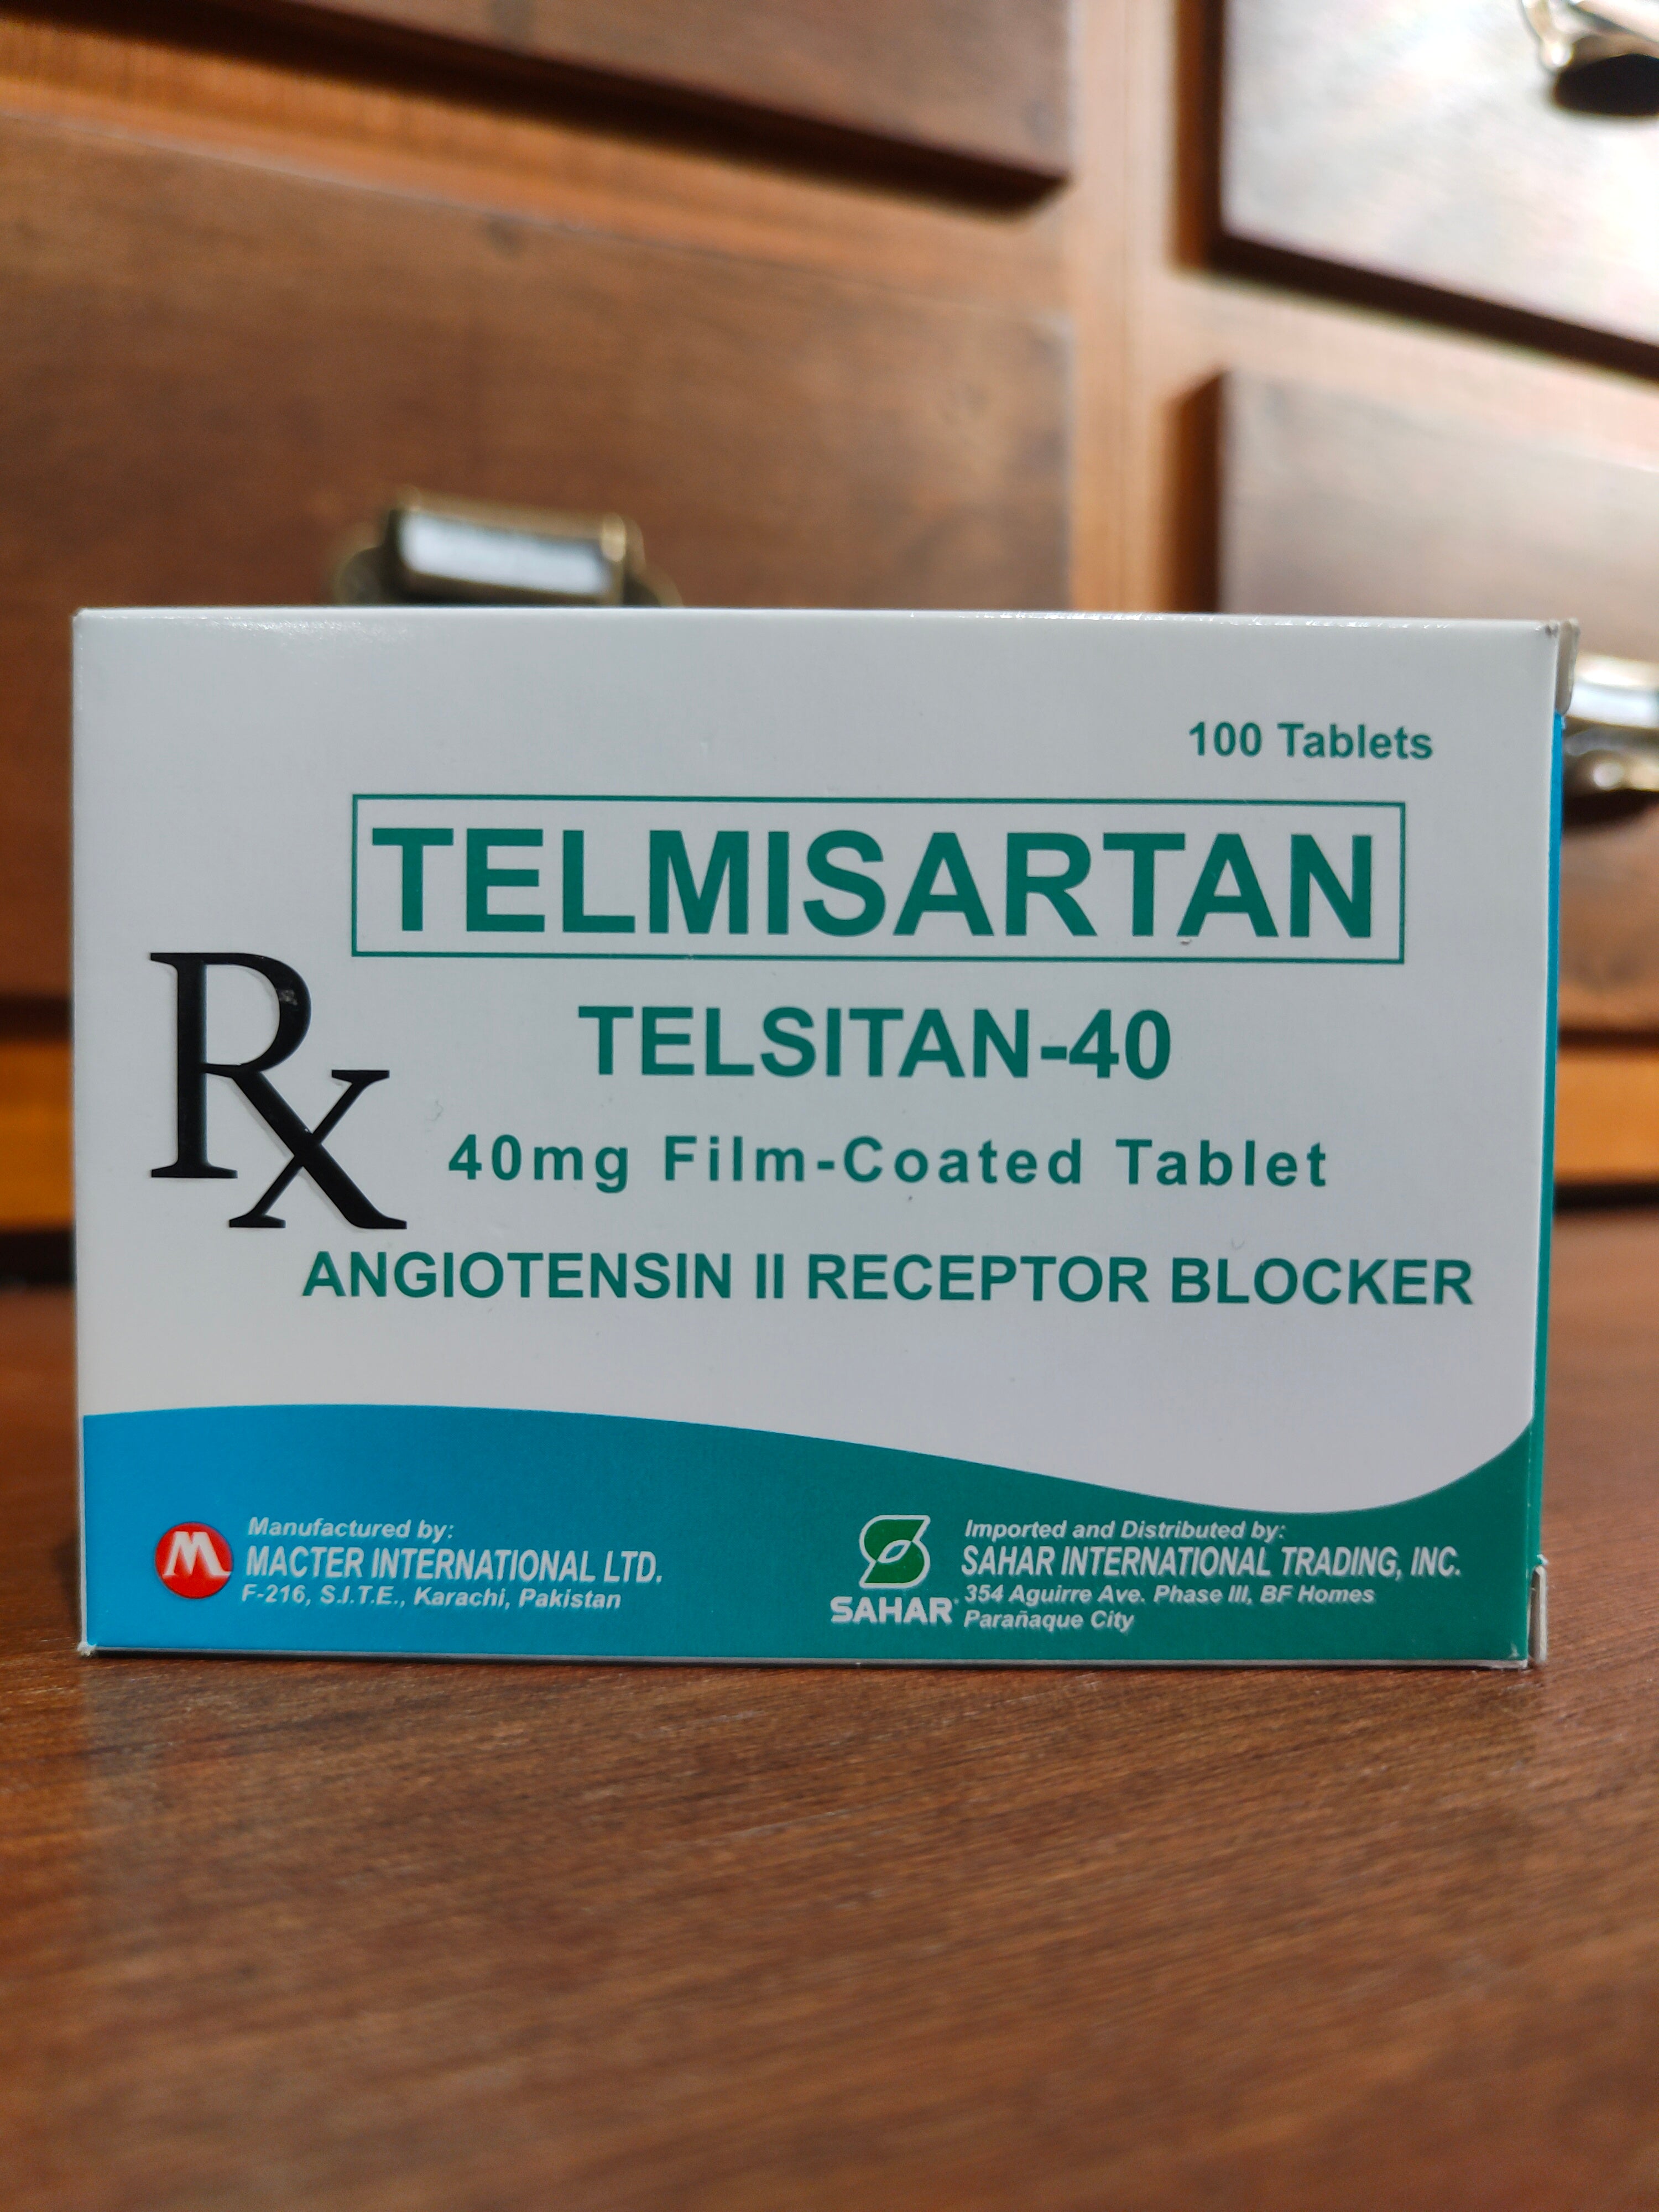 100 Tablets
TELMISARTAN
Rx
TELSITAN-40
40mg Film-Coated Tablet
ANGIOTENSIN II RECEPTOR BLOCKER
M
Manufactured by:
MACTER INTERNATIONAL LTD.
F-216, S.I.T.E., Karachi, Pakistan
SAHAR
Imported and Distributed by:
SAHAR INTERNATIONAL TRADING, INC.
354 Aguirre Ave. Phase III, BF Homes
Parañaque City